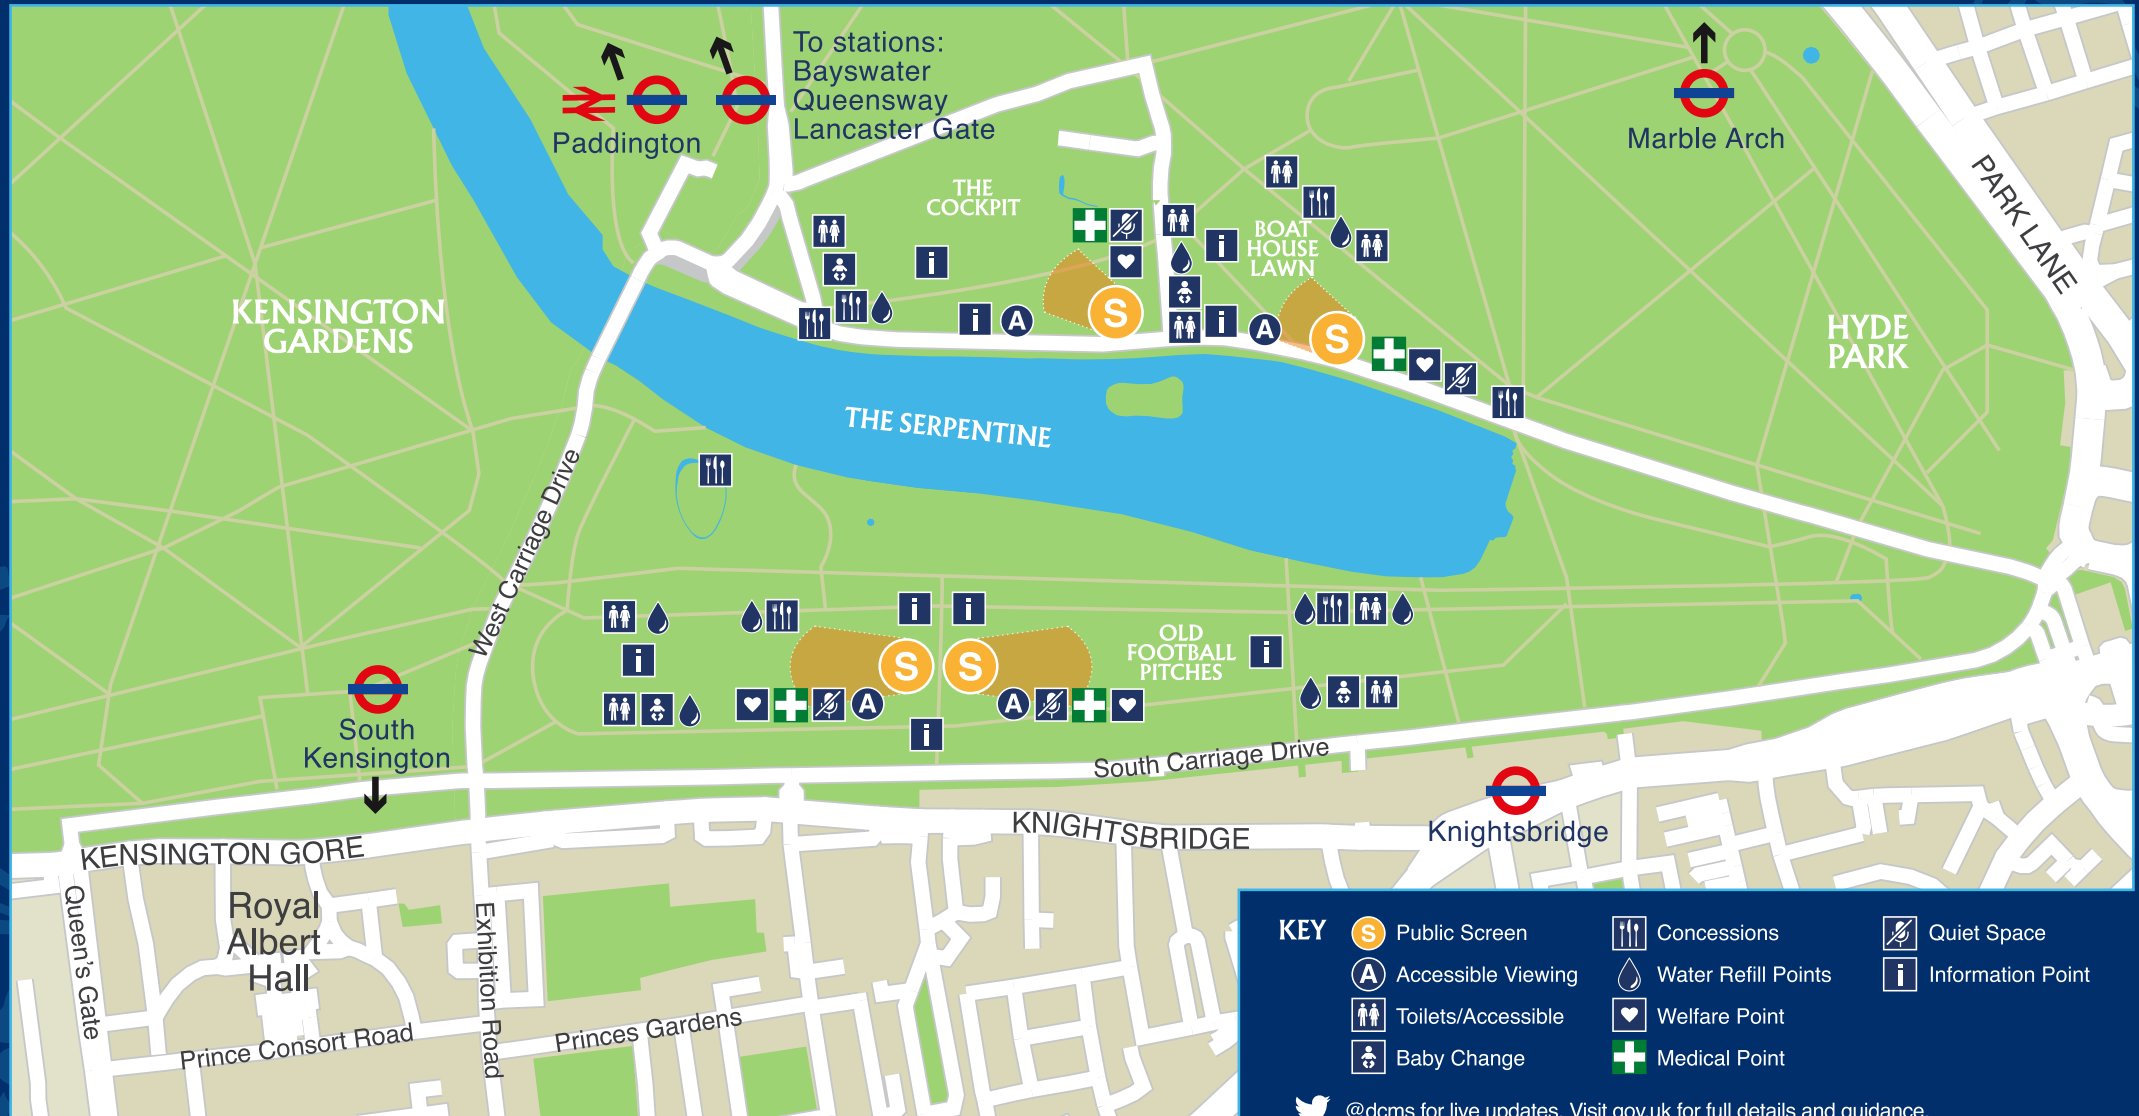 To stations:
Bayswater
Queensway
Lancaster Gate
Paddington
Marble Arch
PARK LANE
THE
COCKPIT
BOAT
HOUSE
LAWN
KENSINGTON
GARDENS
HYDE
PARK
THE SERPENTINE
West Carriage Drive
OLD
FOOTBALL
PITCHES
South
Kensington
South Carriage Drive
KNIGHTSBRIDGE
Knightsbridge
KENSINGTON GORE
Royal
Albert
Hall
Queen's Gate
Exhibition Road
Prince Consort Road
Princes Gardens
i
i
A
S
i
i
A
S
i
i
i
S
S
i
A
A
i
KEY
S Public Screen
A Accessible Viewing
Toilets/Accessible
Baby Change
Concessions
Water Refill Points
Welfare Point
Medical Point
Quiet Space
i Information Point
@dcms for live updates. Visit gov.uk for full details and guidance.